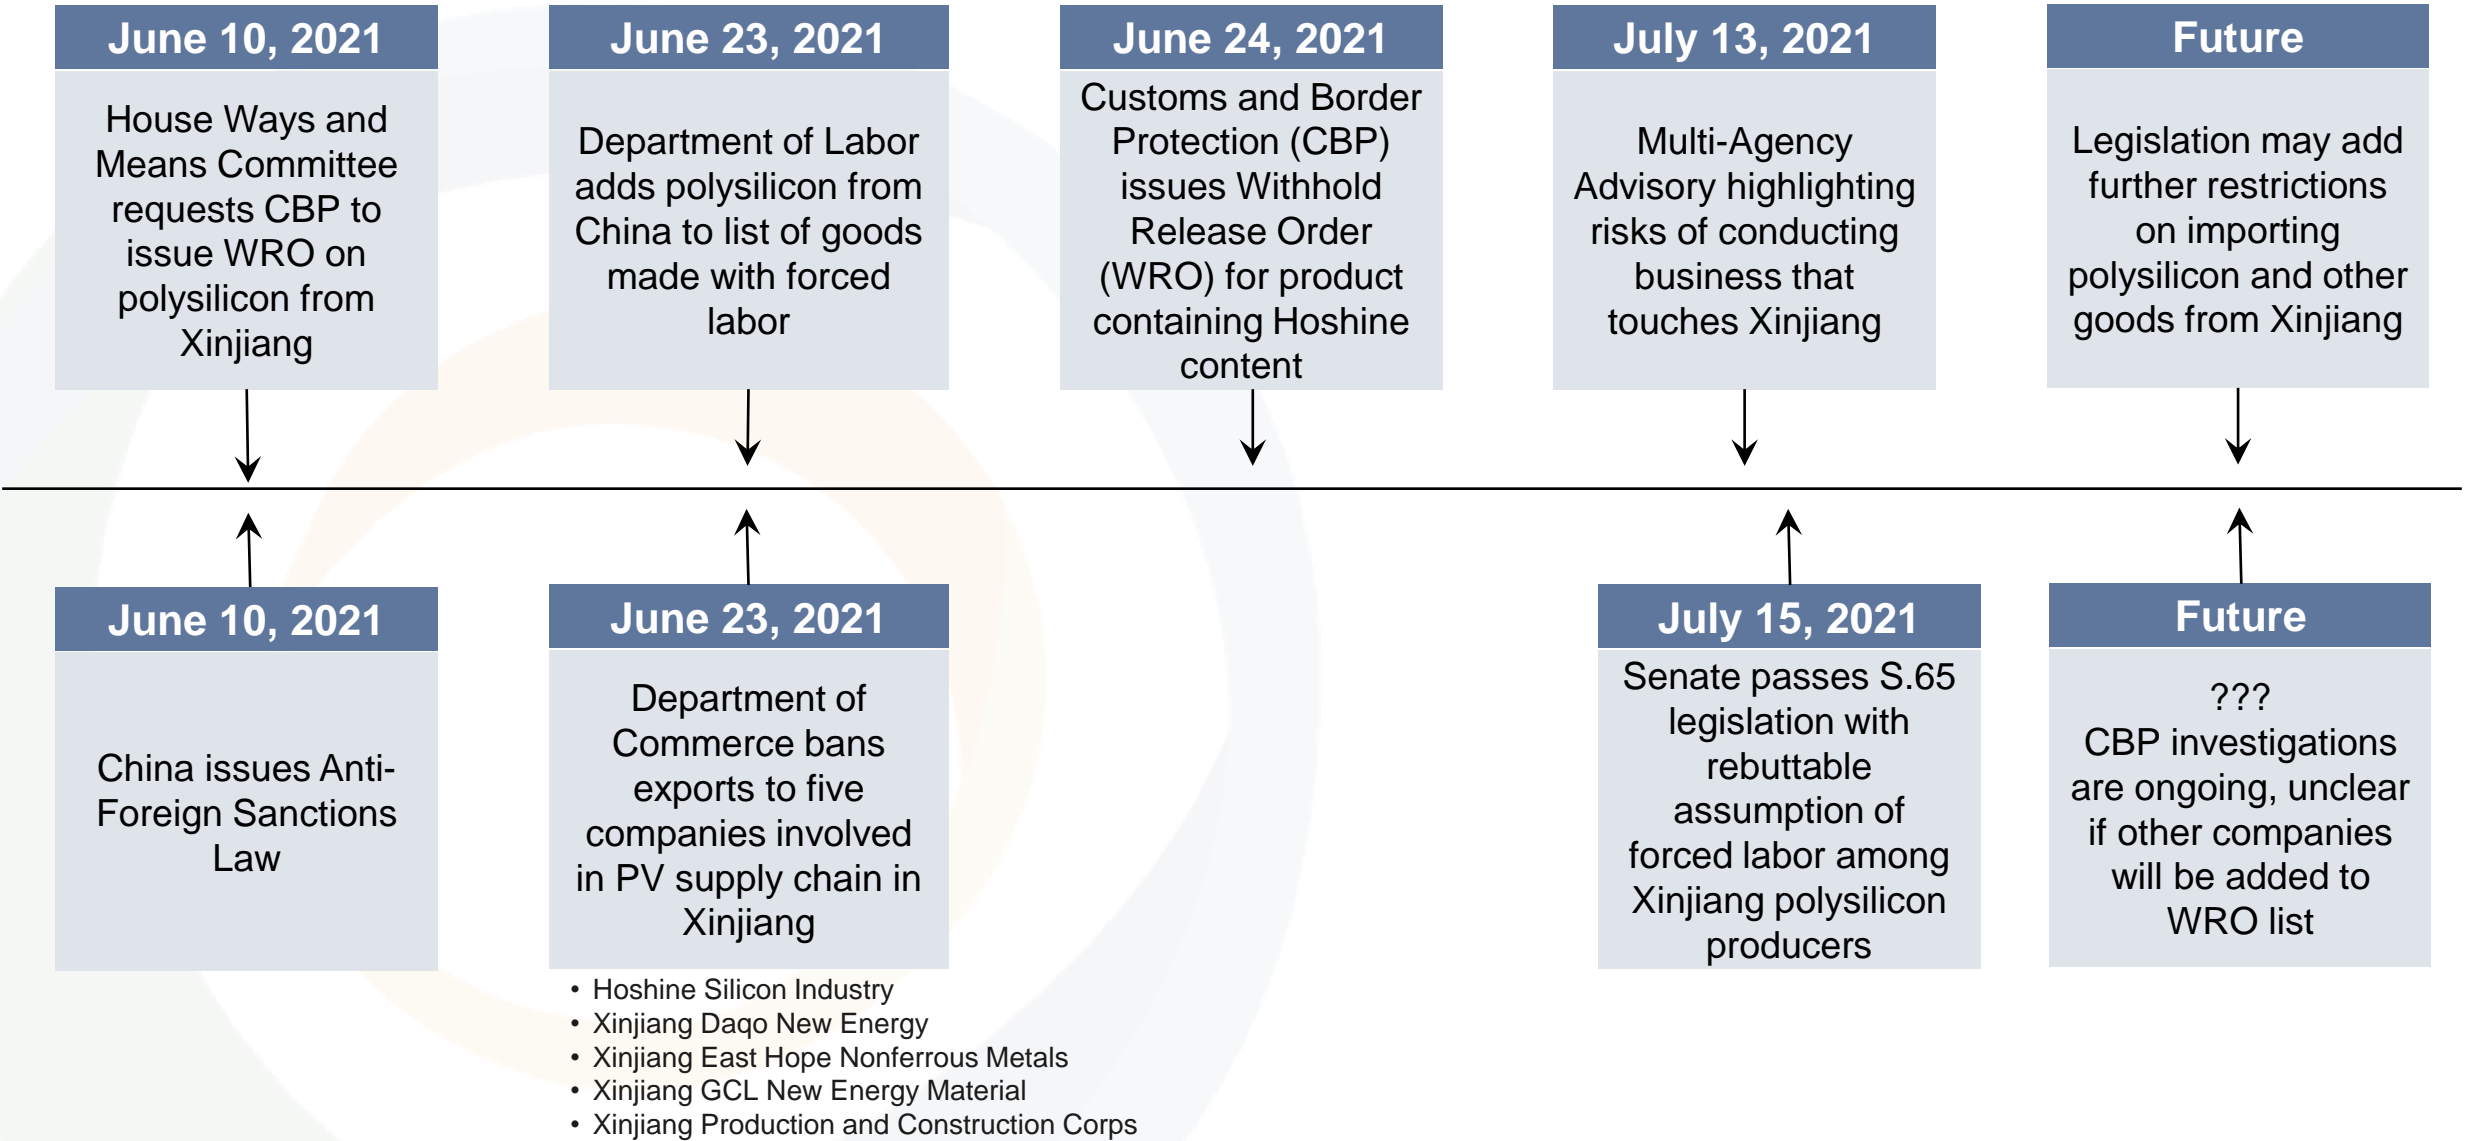 June 10, 2021
House Ways and
Means Committee
requests CBP to
issue WRO on
polysilicon from
Xinjiang
June 23, 2021
Department of Labor
adds polysilicon from
China to list of goods
made with forced
labor
June 24, 2021
Customs and Border
Protection (CBP)
issues Withhold
Release Order
(WRO) for product
containing Hoshine
content
July 13, 2021
Multi-Agency
Advisory highlighting
risks of conducting
business that
touches Xinjiang
Future
Legislation may add
further restrictions
on importing
polysilicon and other
goods from Xinjiang
June 10, 2021
China issues Anti-
Foreign Sanctions
Law
June 23, 2021
Department of
Commerce bans
exports to five
companies involved
in PV supply chain in
Xinjiang
• Hoshine Silicon Industry
• Xinjiang Daqo New Energy
• Xinjiang East Hope Nonferrous Metals
• Xinjiang GCL New Energy Material
• Xinjiang Production and Construction Corps
July 15, 2021
Senate passes S.65
legislation with
rebuttable
assumption of
forced labor among
Xinjiang polysilicon
producers
Future
???
CBP investigations
are ongoing, unclear
if other companies
will be added to
WRO list